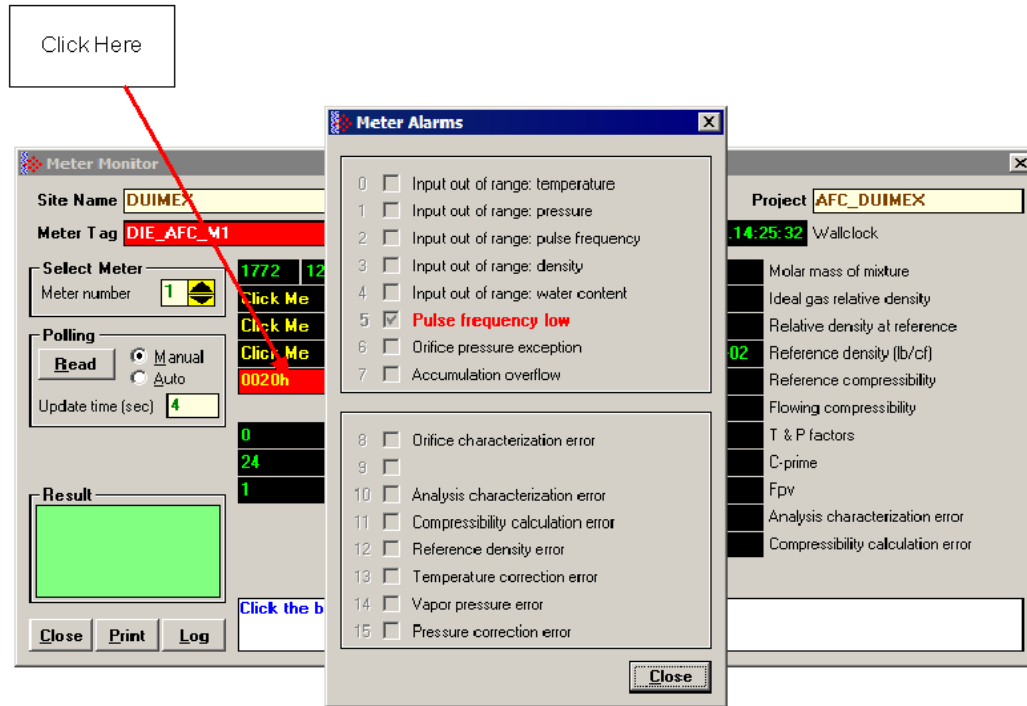 Click Here
Meter Alarms
Meter Monitor
Site Name DUIMEX
Project AFC_DUIMEX
Meter Tag DIE_AFC_M1
.14:25:32 Wallclock
Select Meter
Meter number 1
Polling
Read
Manual
Auto
Update time (sec) 4
Result
Close Print Log
1772 12
Click Me
Click Me
Click Me
0020h
0
24
1
Click the b
0 Input out of range: temperature
1 Input out of range: pressure
2 Input out of range: pulse frequency
3 Input out of range: density
4 Input out of range: water content
5 Pulse frequency low
6 Orifice pressure exception
7 Accumulation overflow
8 Orifice characterization error
9
10 Analysis characterization error
11 Compressibility calculation error
12 Reference density error
13 Temperature correction error
14 Vapor pressure error
15 Pressure correction error
Close
Molar mass of mixture
Ideal gas relative density
Relative density at reference
-02 Reference density (lb/cf)
Reference compressibility
Flowing compressibility
T & P factors
C-prime
Fpv
Analysis characterization error
Compressibility calculation error